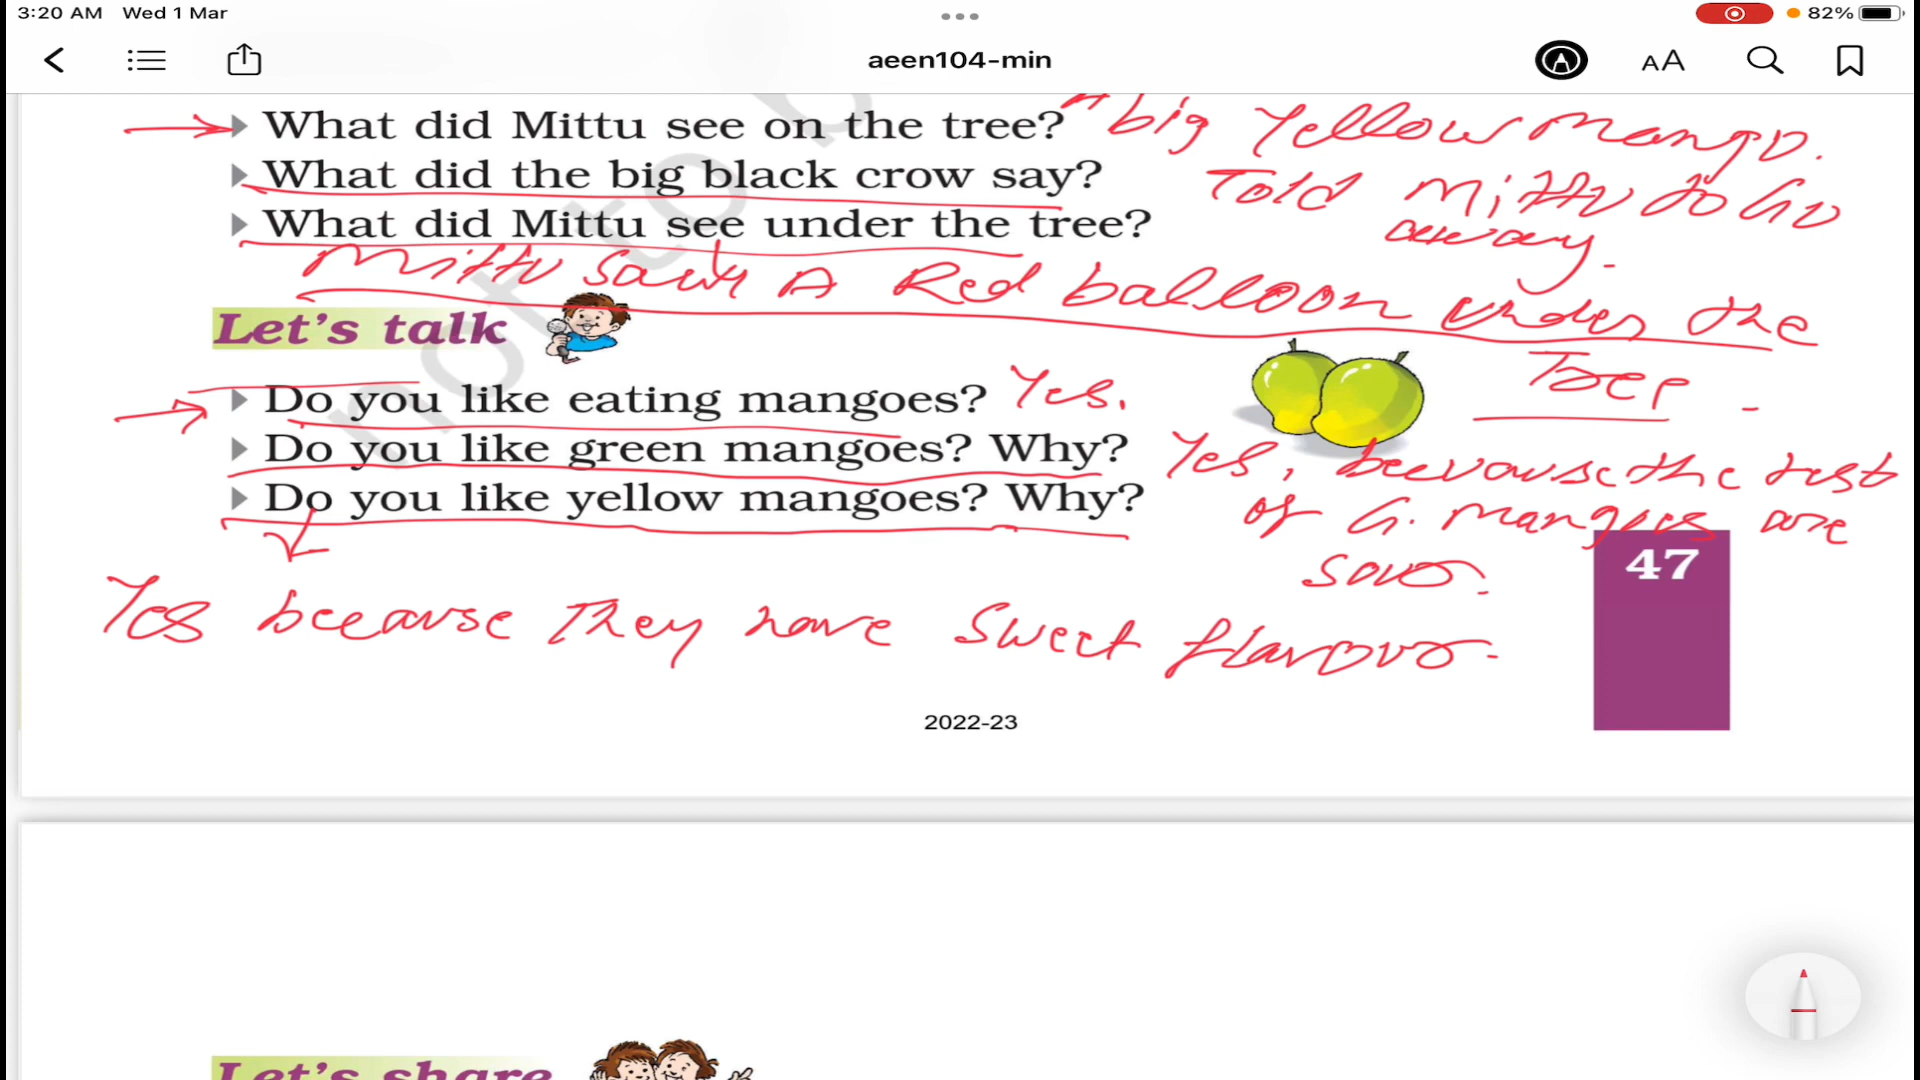 3:20 AM Wed 1 Mar
82%
aeen104-min
AA
What did Mittu see on the tree? A big Yellow mango.
What did the big black crow say? Told Mittu to Go
away.
What did Mittu see under the tree?
Mittu saw A Red balloon under the
Tree.
Let's talk
Do you like eating mangoes? Yes.
Do you like green mangoes? Why? Yes, because the test
of G. mangoes are
sour.
Do you like yellow mangoes? Why?
47
Yes because They have sweet flavour.
2022-23
Let's share
not to b